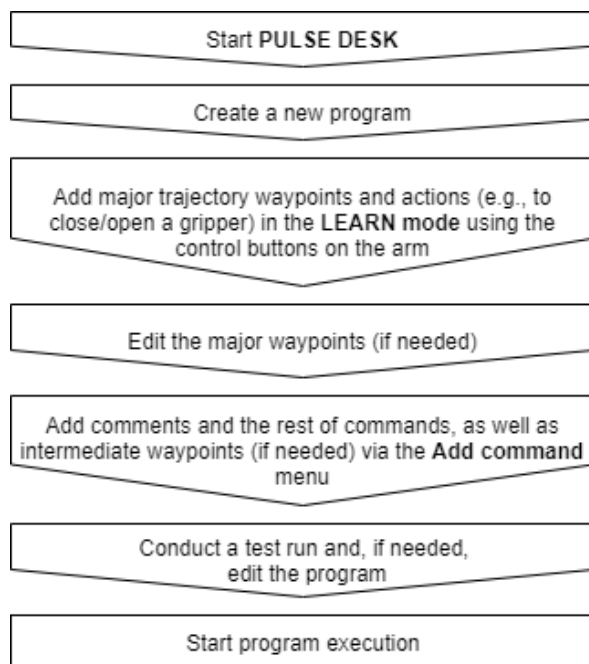 Start PULSE DESK
Create a new program
Add major trajectory waypoints and actions (e.g., to
close/open a gripper) in the LEARN mode using the
control buttons on the arm
Edit the major waypoints (if needed)
Add comments and the rest of commands, as well as
intermediate waypoints (if needed) via the Add command
menu
Conduct a test run and, if needed,
edit the program
Start program execution